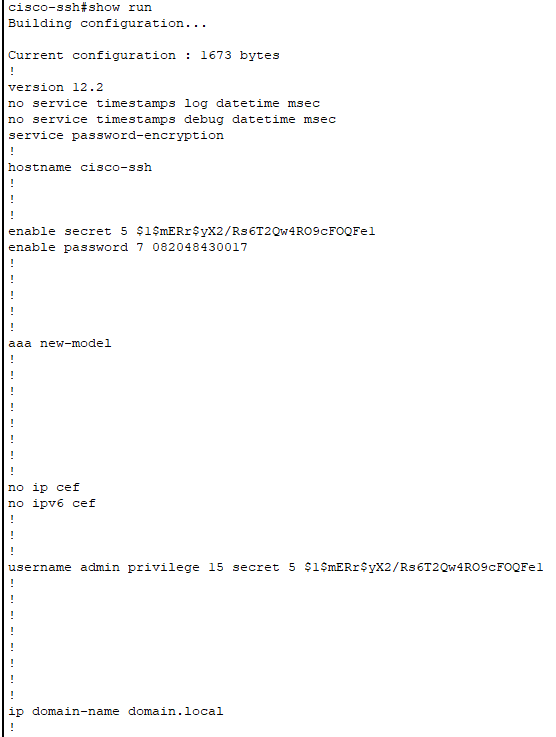 cisco-ssh#show run
Building configuration...
Current configuration : 1673 bytes
!
version 12.2
no service timestamps log datetime msec
no service timestamps debug datetime msec
service password-encryption
!
hostname cisco-ssh
!
!
!
enable secret 5 $1$mERr$yX2/Rs6T2Qw4RO9cFOQFe1
enable password 7 082048430017
!
!
!
!
!
aaa new-model
!
!
!
!
!
!
!
!
no ip cef
no ipv6 cef
!
!
!
username admin privilege 15 secret 5 $1$mERr$yX2/Rs6T2Qw4RO9cFOQFe1
!
!
!
!
!
!
!
!
ip domain-name domain.local
!